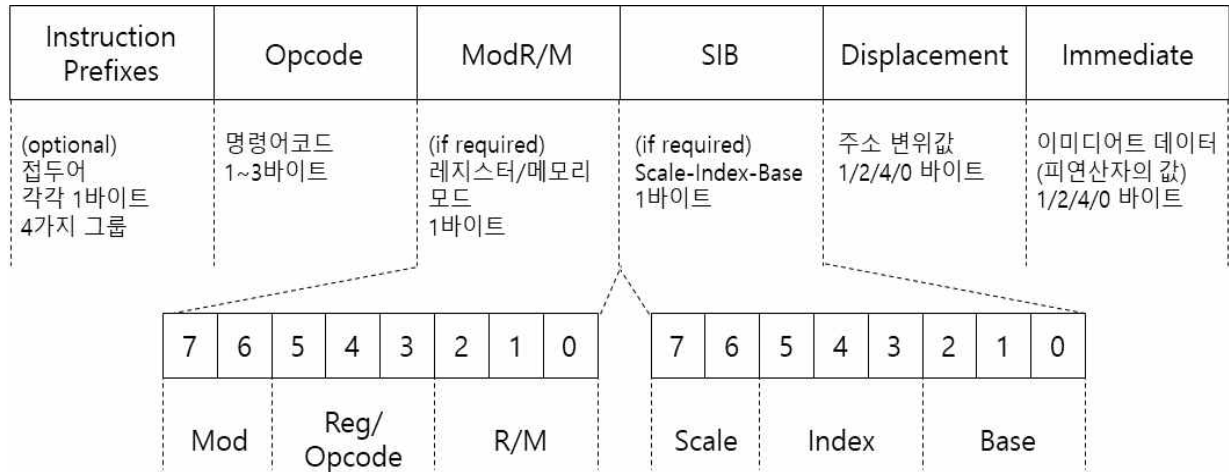 Instruction
Prefixes
Opcode
ModR/M
SIB
Displacement
Immediate
(optional)
접두어
각각 1바이트
4가지 그룹
명령어코드
1~3바이트
(if required)
레지스터/메모리
모드
1바이트
(if required)
Scale-Index-Base
1바이트
주소 변위값
1/2/4/0 바이트
이미디어트 데이터
(피연산자의 값)
1/2/4/0 바이트
7 6 5 4 3 2 1 0
7 6 5 4 3 2 1 0
Mod
Reg/
Opcode
R/M
Scale
Index
Base